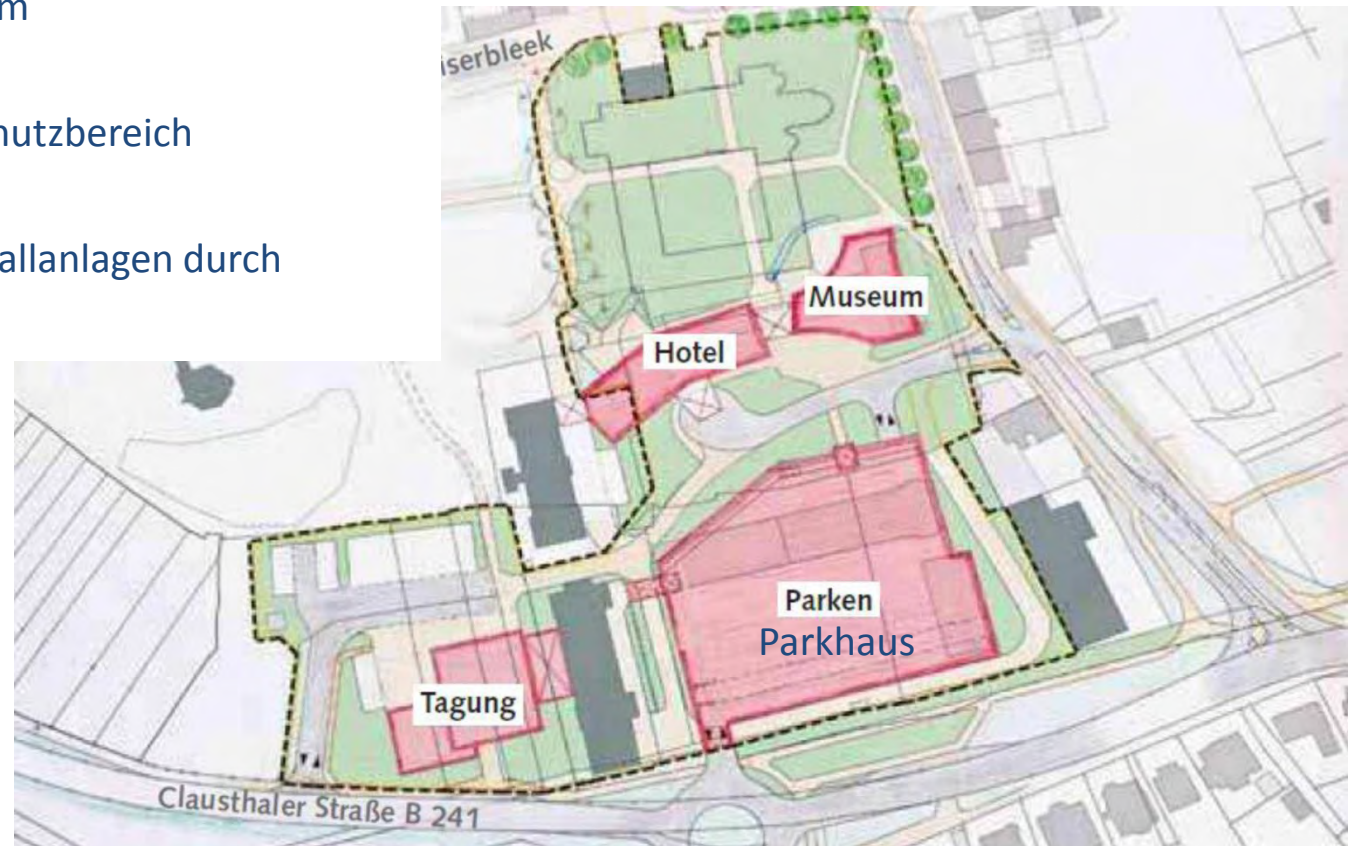 m
nutzbereich
allanlagen durch
iserbleek
Museum
Hotel
Parken
Parkhaus
Tagung
Clausthaler Straße B 241